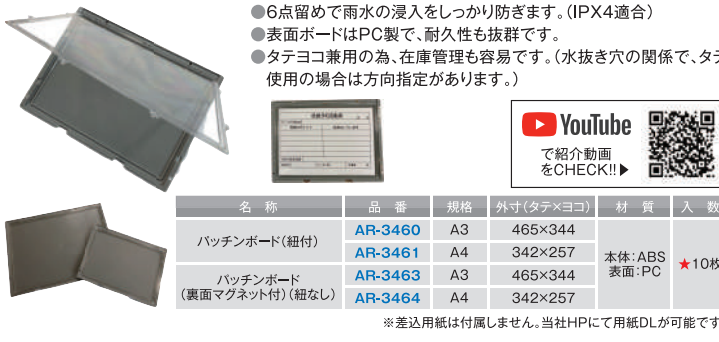 ●6点留めで雨水の浸入をしっかり防ぎます。(IPX4適合)
●表面ボードはPC製で、耐久性も抜群です。
●タテヨコ兼用の為、在庫管理も容易です。(水抜き穴の関係で、タテ
使用の場合は方向指定があります。)
YouTube
で紹介動画
をCHECK!!▶
名 称 品 番 規格 外寸(タテ×ヨコ) 材 質 入 数
パッチンボード(紐付) AR-3460 A3 465×344 本体:ABS 表面:PC ★10枚
AR-3461 A4 342×257
パッチンボード
(裏面マグネット付)(紐なし) AR-3463 A3 465×344
AR-3464 A4 342×257
※差込用紙は付属しません。当社HPにて用紙DLが可能です